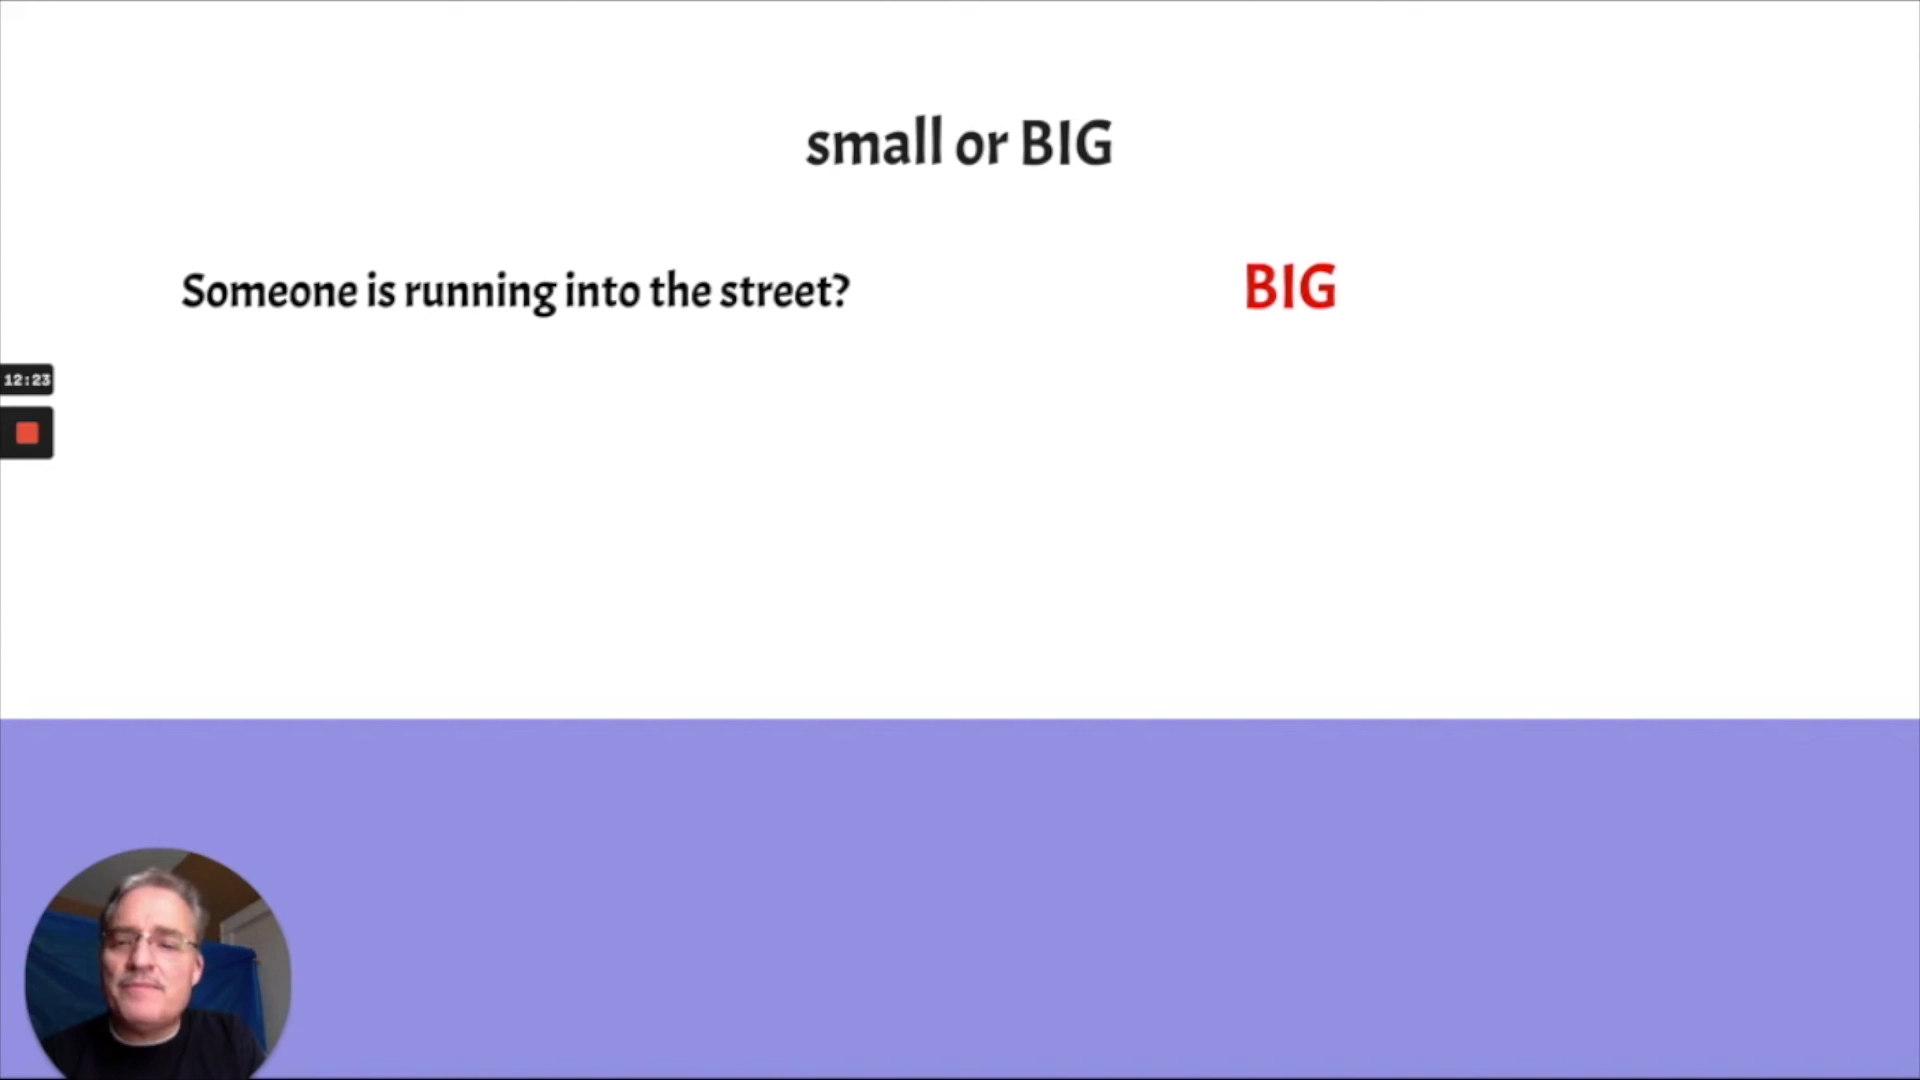 small or BIG
Someone is running into the street? BIG
12:23